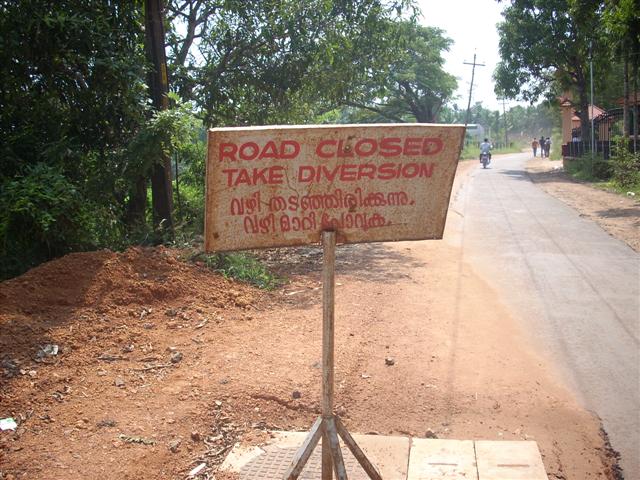 ROAD CLOSED
TAKE DIVERSION
വഴി തടഞ്ഞിരിക്കുന്നു.
വഴി മാറി പോവുക.